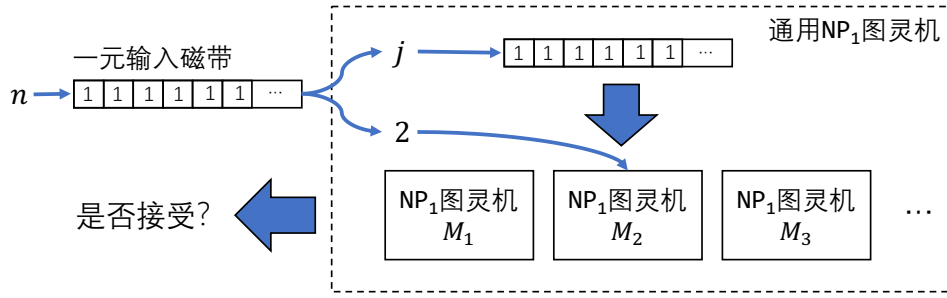 通用NP₁图灵机
一元输入磁带
n
1 1 1 1 1 1 ...
j
1 1 1 1 1 1 ...
2
NP₁图灵机
M₁
NP₁图灵机
M₂
NP₁图灵机
M₃
...
是否接受?